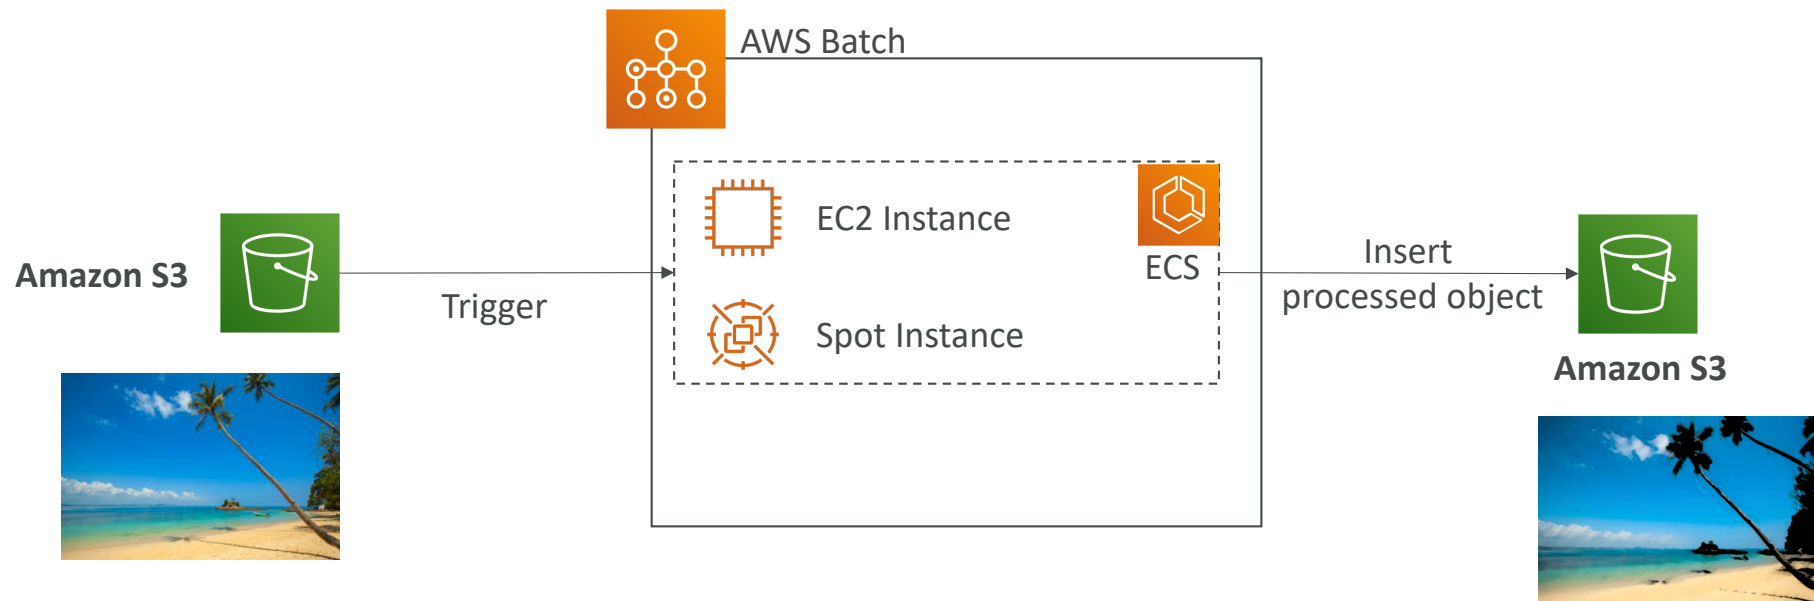 AWS Batch
EC2 Instance
ECS
Spot Instance
Amazon S3
Trigger
Insert
processed object
Amazon S3